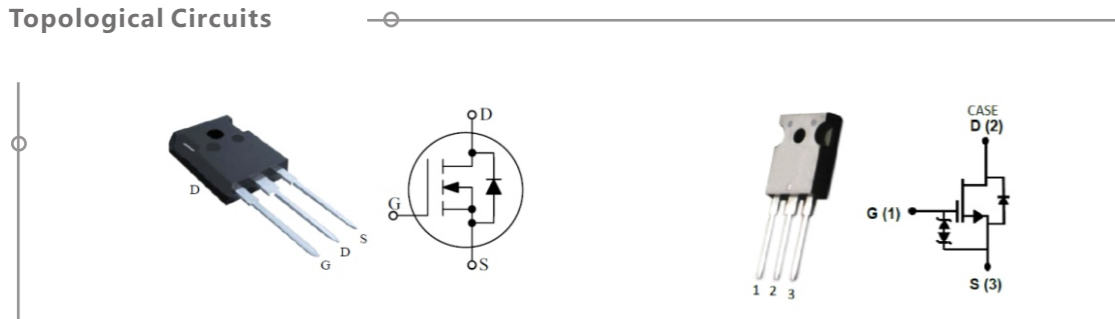 Topological Circuits
D
G
D
S
D
G
S
1 2 3
CASE
D (2)
G (1)
S (3)